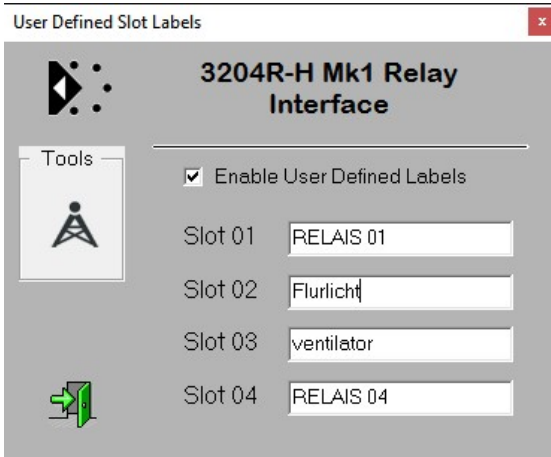 User Defined Slot Labels
x
3204R-H Mk1 Relay
Interface
Tools
Enable User Defined Labels
Slot 01 RELAIS 01
Slot 02 Flurlicht
Slot 03 ventilator
Slot 04 RELAIS 04